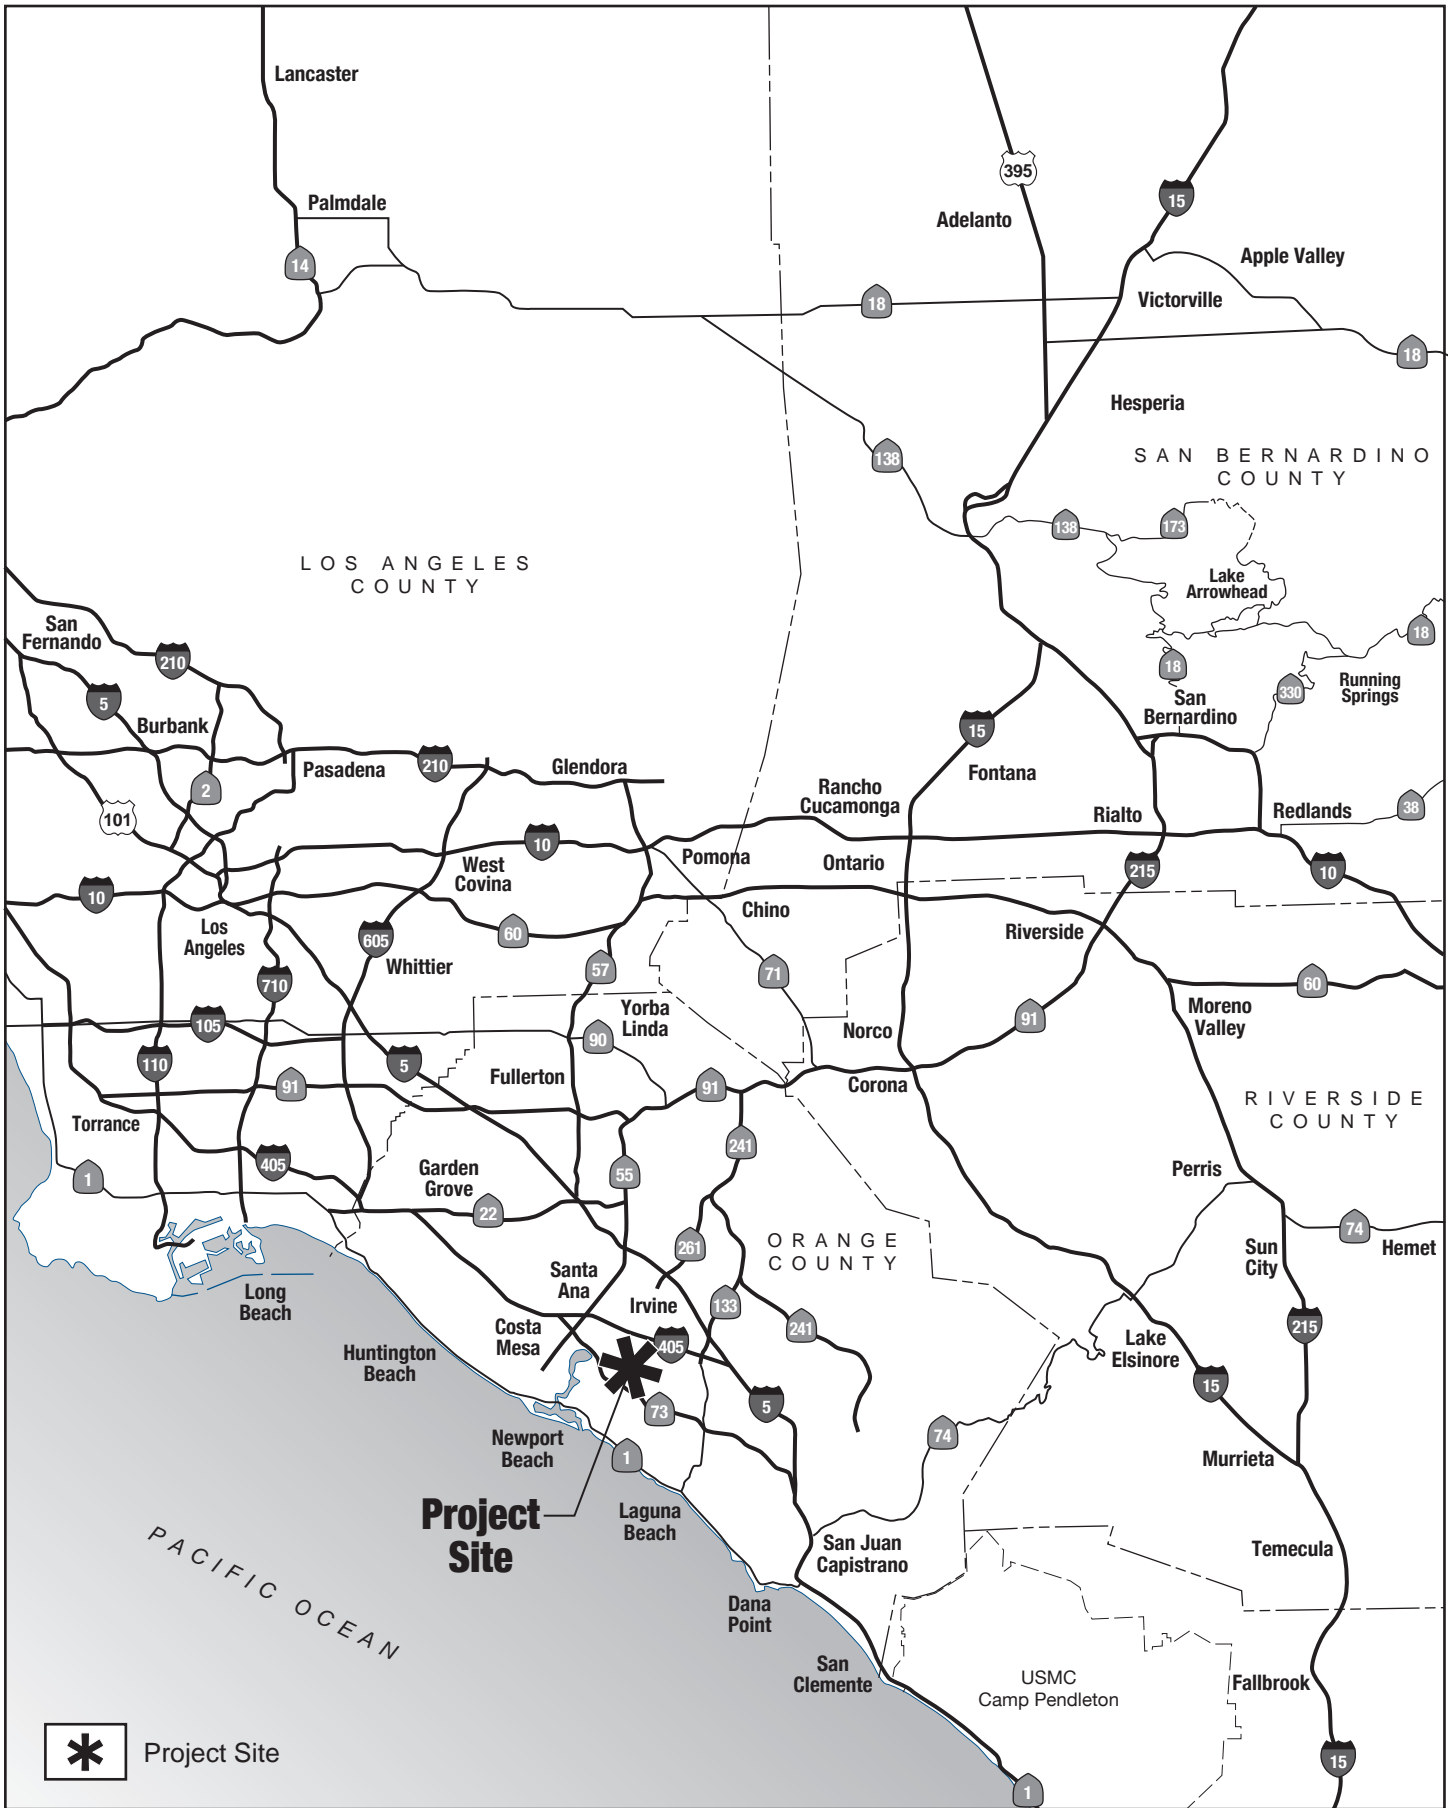 Lancaster
395
15
Palmdale
Adelanto
14
Apple Valley
18
Victorville
18
Hesperia
138
SAN BERNARDINO
COUNTY
138
173
LOS ANGELES
COUNTY
Lake
Arrowhead
San
Fernando
210
18
5
18
330
Running
Springs
Burbank
San
Bernardino
15
Pasadena
210
Glendora
Fontana
2
Rancho
Cucamonga
101
Rialto
Redlands
38
10
West
Covina
Pomona
Ontario
215
10
10
Chino
Los
Angeles
605
60
Riverside
Whittier
57
71
710
60
Yorba
Linda
Moreno
Valley
105
90
Norco
91
110
5
Fullerton
91
91
Corona
RIVERSIDE
COUNTY
Torrance
241
405
Garden
Grove
55
Perris
1
22
74
261
ORANGE
COUNTY
Sun
City
Hemet
Santa
Ana
Long
Beach
Irvine
133
241
215
Costa
Mesa
405
Lake
Elsinore
Huntington
Beach
15
73
5
Newport
Beach
74
1
Murrieta
Project
Site
Laguna
Beach
San Juan
Capistrano
Temecula
PACIFIC OCEAN
Dana
Point
San
Clemente
USMC
Camp Pendleton
Fallbrook
Project Site
15
1